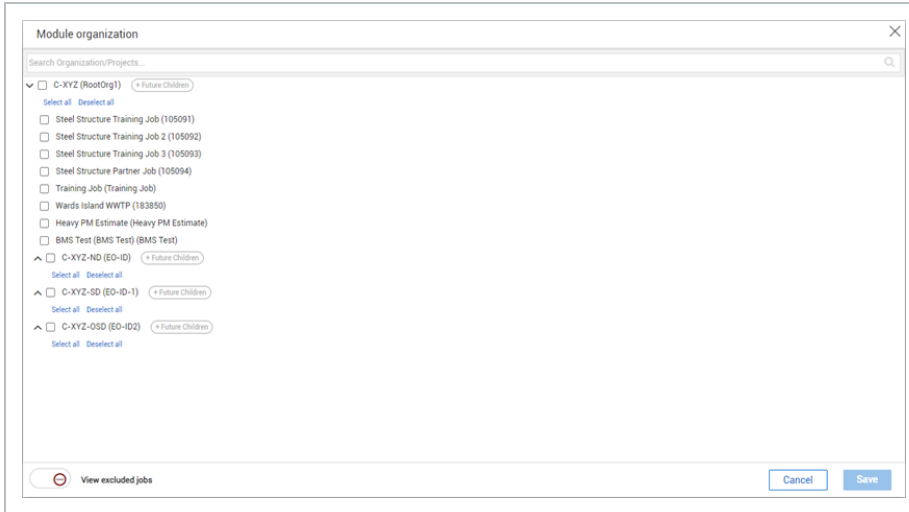 Module organization
Search Organization/Projects...
C-XYZ (RootOrg1) + Future Children
Select all Deselect all
Steel Structure Training Job (105091)
Steel Structure Training Job 2 (105092)
Steel Structure Training Job 3 (105093)
Steel Structure Partner Job (105094)
Training Job (Training Job)
Wards Island WWTP (183850)
Heavy PM Estimate (Heavy PM Estimate)
BMS Test (BMS Test) (BMS Test)
C-XYZ-ND (EO-ID) + Future Children
Select all Deselect all
C-XYZ-SD (EO-ID-1) + Future Children
Select all Deselect all
C-XYZ-OSD (EO-ID2) + Future Children
Select all Deselect all
View excluded jobs Cancel Save